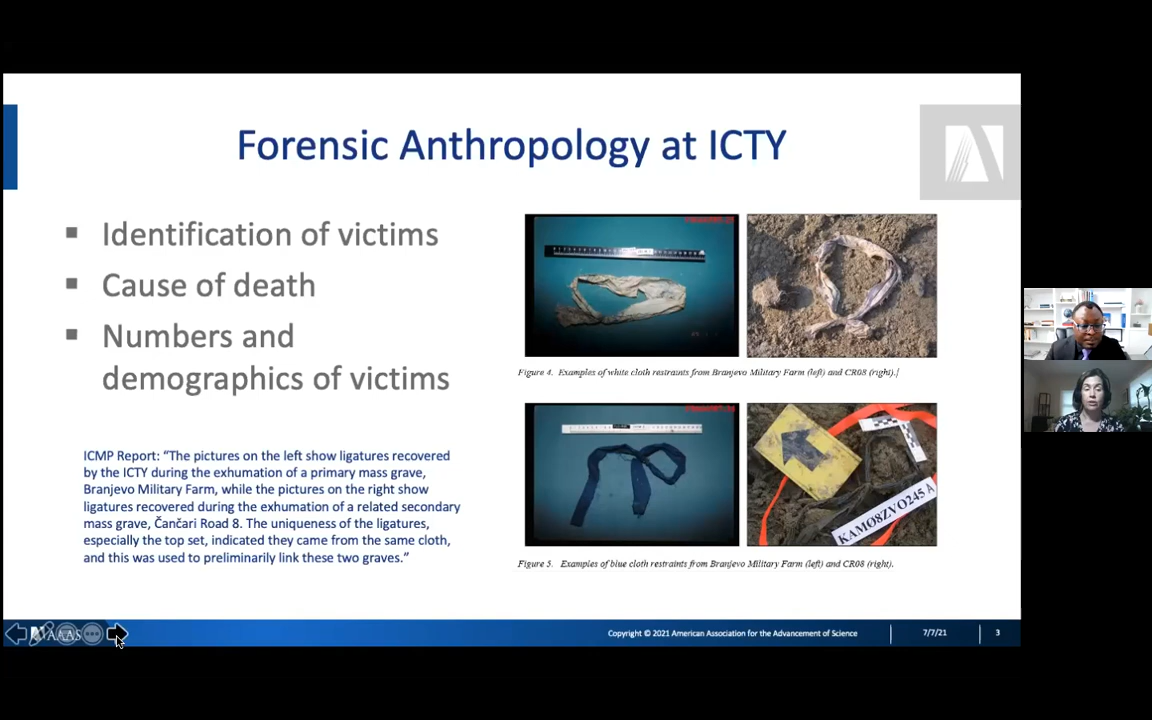 Forensic Anthropology at ICTY
Identification of victims
Cause of death
Numbers and
demographics of victims
ICMP Report: “The pictures on the left show ligatures recovered
by the ICTY during the exhumation of a primary mass grave,
Branjevo Military Farm, while the pictures on the right show
ligatures recovered during the exhumation of a related secondary
mass grave, Čančari Road 8. The uniqueness of the ligatures,
especially the top set, indicated they came from the same cloth,
and this was used to preliminarily link these two graves.”
Figure 4. Examples of white cloth restraints from Branjevo Military Farm (left) and CR08 (right).
KAM08ZVO245A
Figure 5. Examples of blue cloth restraints from Branjevo Military Farm (left) and CR08 (right).
AAAS
Copyright © 2021 American Association for the Advancement of Science
7/7/21
3